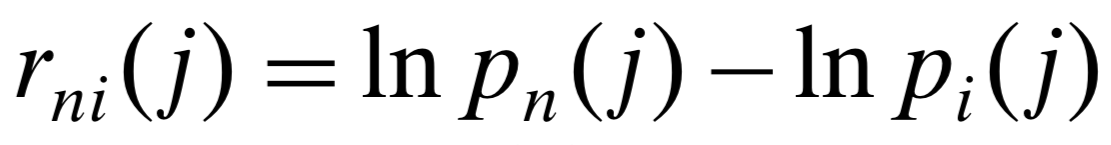 r_{ni}(j) = ln p_n(j) − ln p_i(j)